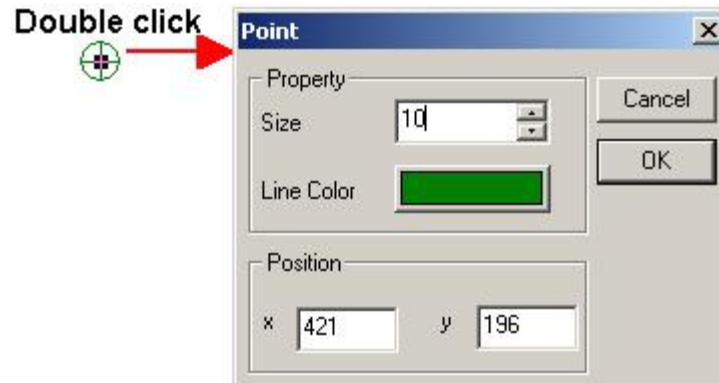 Double click
Point
Property
Size 10
Cancel
Line Color
OK
Position
x 421 y 196